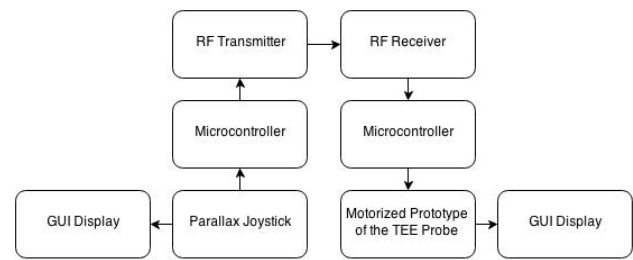 RF Transmitter
RF Receiver
Microcontroller
Microcontroller
GUI Display
Parallax Joystick
Motorized Prototype
of the TEE Probe
GUI Display